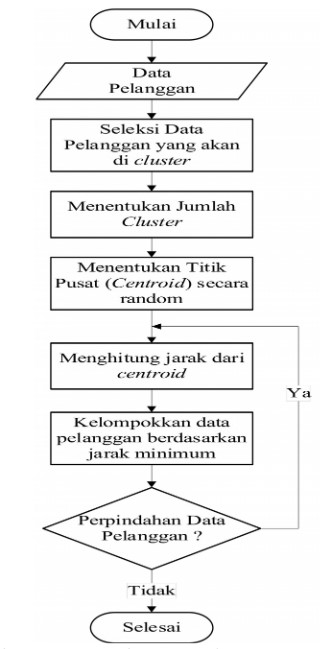 Mulai
Data
Pelanggan
Seleksi Data
Pelanggan yang akan
di cluster
Menentukan Jumlah
Cluster
Menentukan Titik
Pusat (Centroid) secara
random
Menghitung jarak dari
centroid
Ya
Kelompokkan data
pelanggan berdasarkan
jarak minimum
Perpindahan Data
Pelanggan ?
Tidak
Selesai